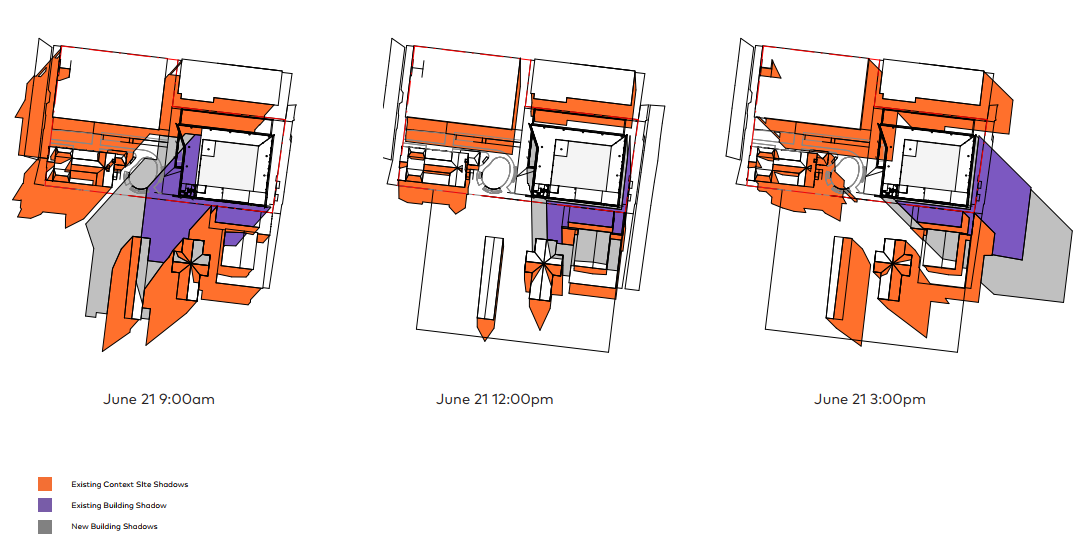 June 21 9:00am
June 21 12:00pm
June 21 3:00pm
Existing Context SIte Shadows
Existing Building Shadow
New Building Shadows